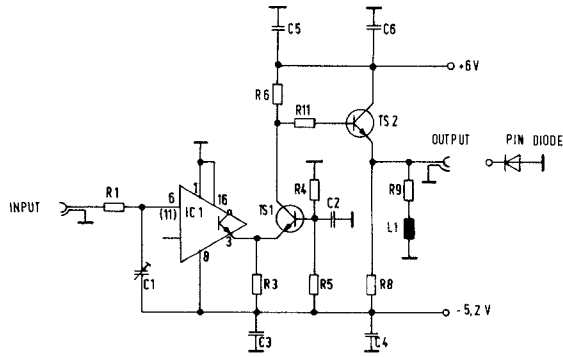 C5
C6
+6V
R6
R11
TS2
OUTPUT
PIN DIODE
R1
INPUT
6
(11)
1
16
IC1
3
8
TS1
R4
C2
R9
L1
C1
R3
R5
R8
-5,2V
C3
C4